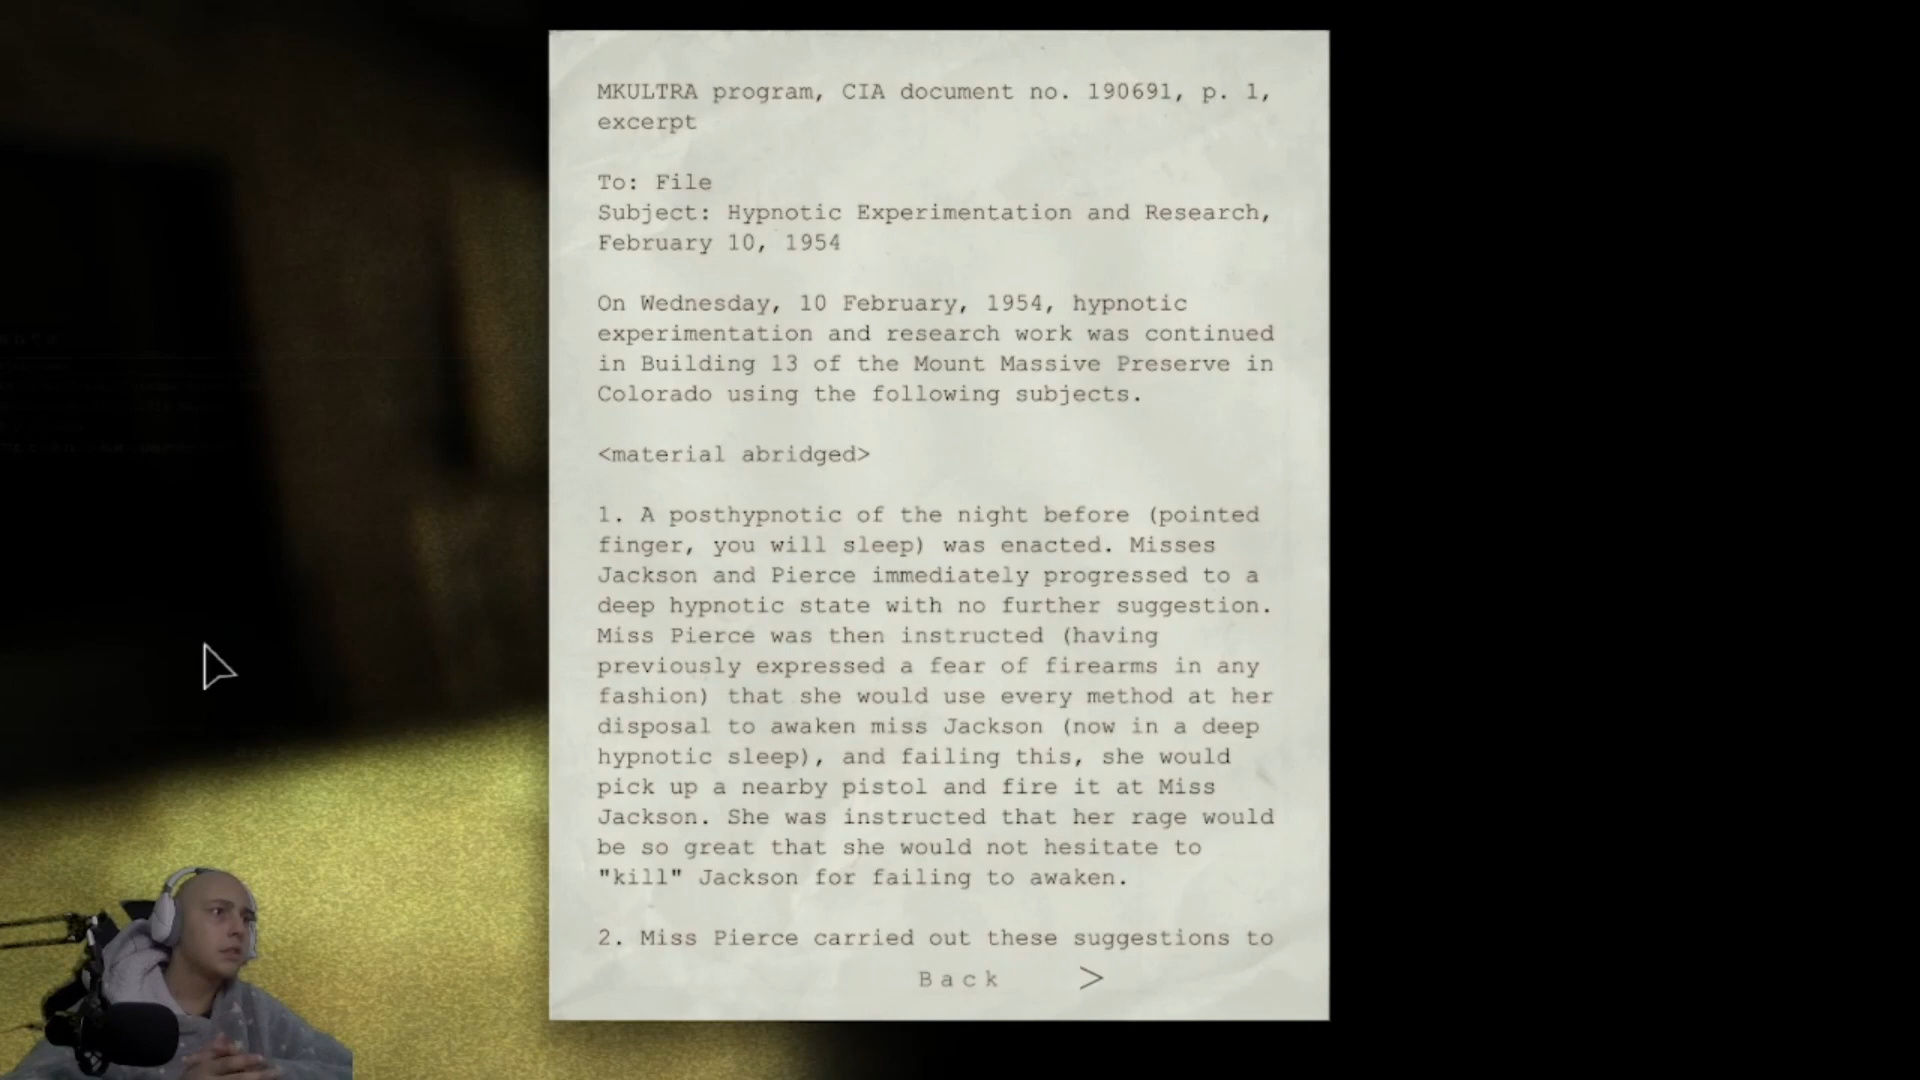 MKULTRA program, CIA document no. 190691, p. 1,
excerpt
To: File
Subject: Hypnotic Experimentation and Research,
February 10, 1954
On Wednesday, 10 February, 1954, hypnotic
experimentation and research work was continued
in Building 13 of the Mount Massive Preserve in
Colorado using the following subjects.
<material abridged>
1. A posthypnotic of the night before (pointed
finger, you will sleep) was enacted. Misses
Jackson and Pierce immediately progressed to a
deep hypnotic state with no further suggestion.
Miss Pierce was then instructed (having
previously expressed a fear of firearms in any
fashion) that she would use every method at her
disposal to awaken miss Jackson (now in a deep
hypnotic sleep), and failing this, she would
pick up a nearby pistol and fire it at Miss
Jackson. She was instructed that her rage would
be so great that she would not hesitate to
"kill" Jackson for failing to awaken.
2. Miss Pierce carried out these suggestions to
Back >